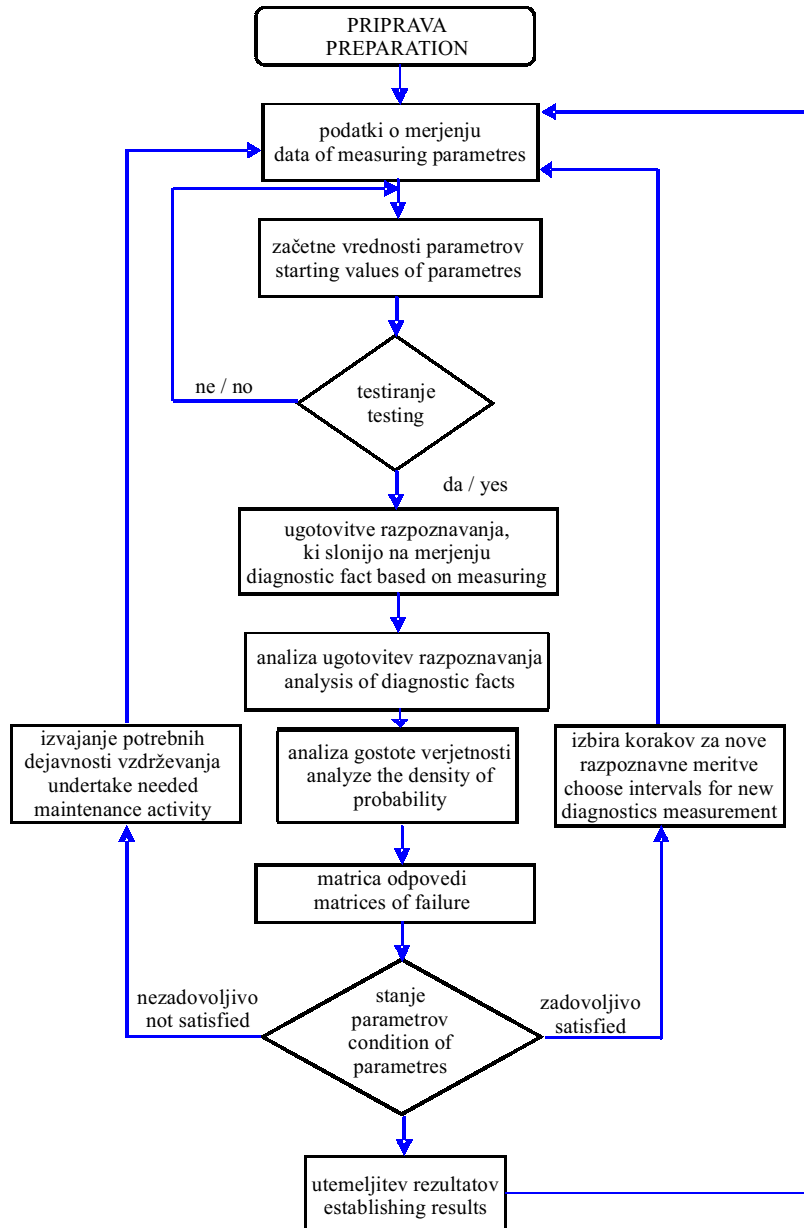 PRIPRAVA
PREPARATION
podatki o merjenju
data of measuring parametres
začetne vrednosti parametrov
starting values of parametres
ne / no
testiranje
testing
da / yes
ugotovitve razpoznavanja,
ki slonijo na merjenju
diagnostic fact based on measuring
analiza ugotovitev razpoznavanja
analysis of diagnostic facts
izvajanje potrebnih
dejavnosti vzdrževanja
undertake needed
maintenance activity
analiza gostote verjetnosti
analyze the density of
probability
izbira korakov za nove
razpoznavne meritve
choose intervals for new
diagnostics measurement
matrica odpovedi
matrices of failure
nezadovoljivo
not satisfied
stanje
parametrov
condition of
parametres
zadovoljivo
satisfied
utemeljitev rezultatov
establishing results